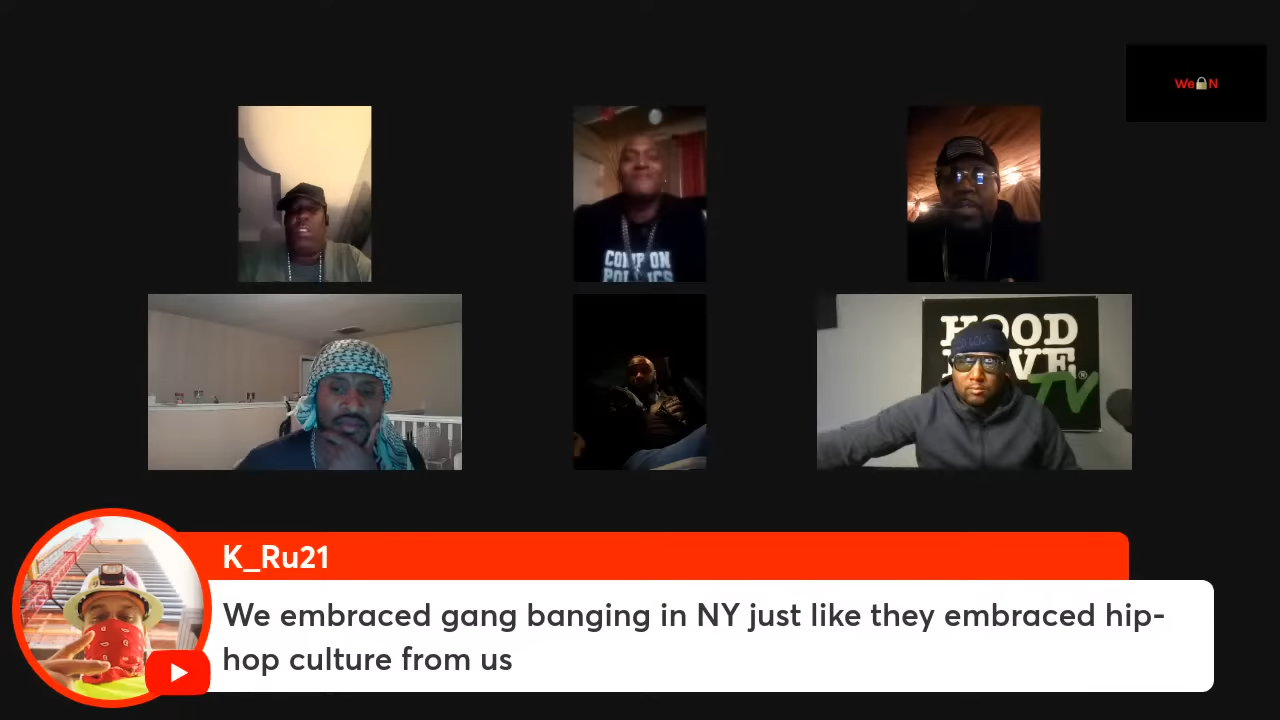 We🔒N
COMPTON
POLITICS
HOOD
LOVE
TV®
K_Ru21
We embraced gang banging in NY just like they embraced hip-
hop culture from us